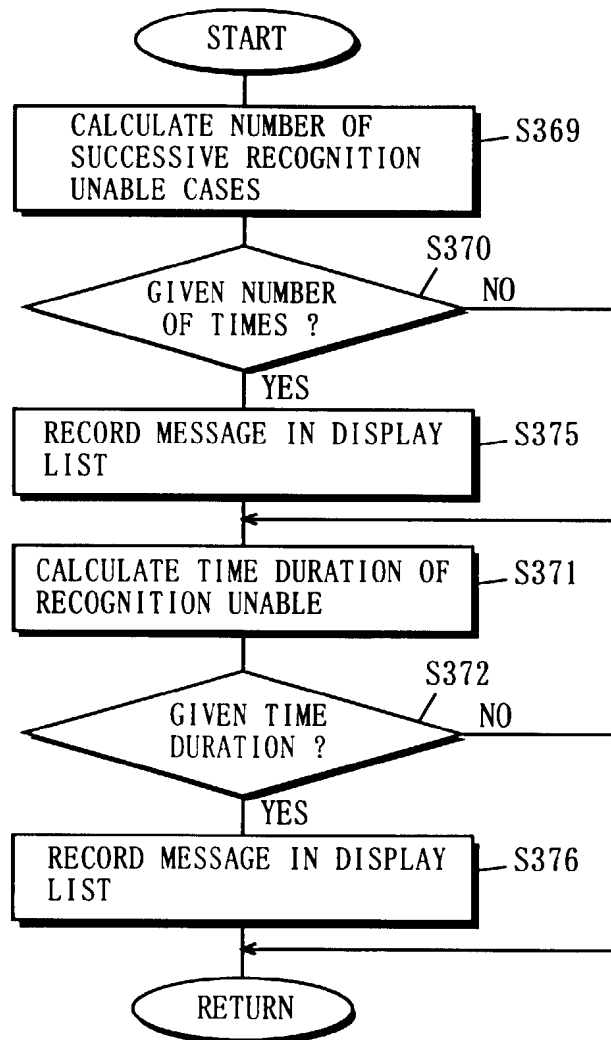 START
CALCULATE NUMBER OF
SUCCESSIVE RECOGNITION
UNABLE CASES
S369
S370
GIVEN NUMBER
OF TIMES ?
NO
YES
RECORD MESSAGE IN DISPLAY
LIST
S375
CALCULATE TIME DURATION OF
RECOGNITION UNABLE
S371
S372
GIVEN TIME
DURATION ?
NO
YES
RECORD MESSAGE IN DISPLAY
LIST
S376
RETURN